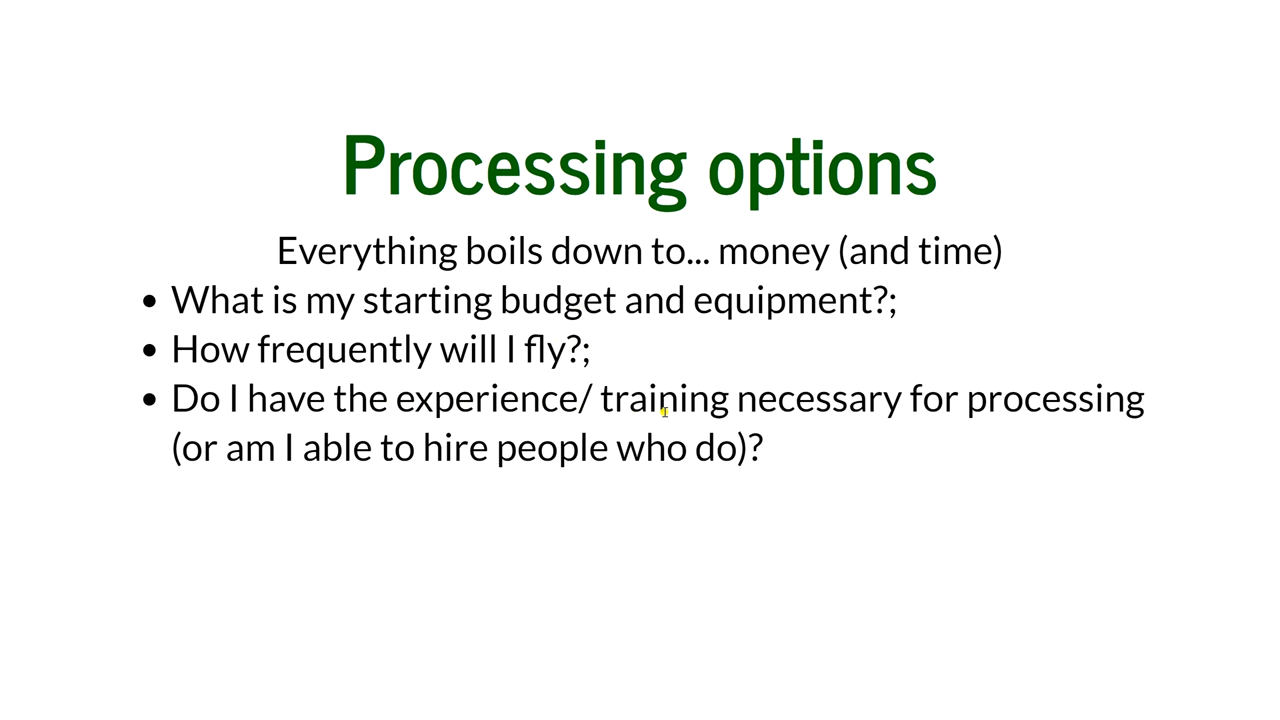 Processing options
Everything boils down to... money (and time)
• What is my starting budget and equipment?;
• How frequently will I fly?;
• Do I have the experience/ training necessary for processing
(or am I able to hire people who do)?